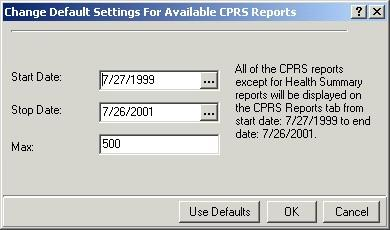 Change Default Settings For Available CPRS Reports
Start Date:
7/27/1999
...
Stop Date:
7/26/2001
...
Max:
500
All of the CPRS reports
except for Health Summary
reports will be displayed on
the CPRS Reports tab from
start date: 7/27/1999 to end
date: 7/26/2001.
Use Defaults
OK
Cancel